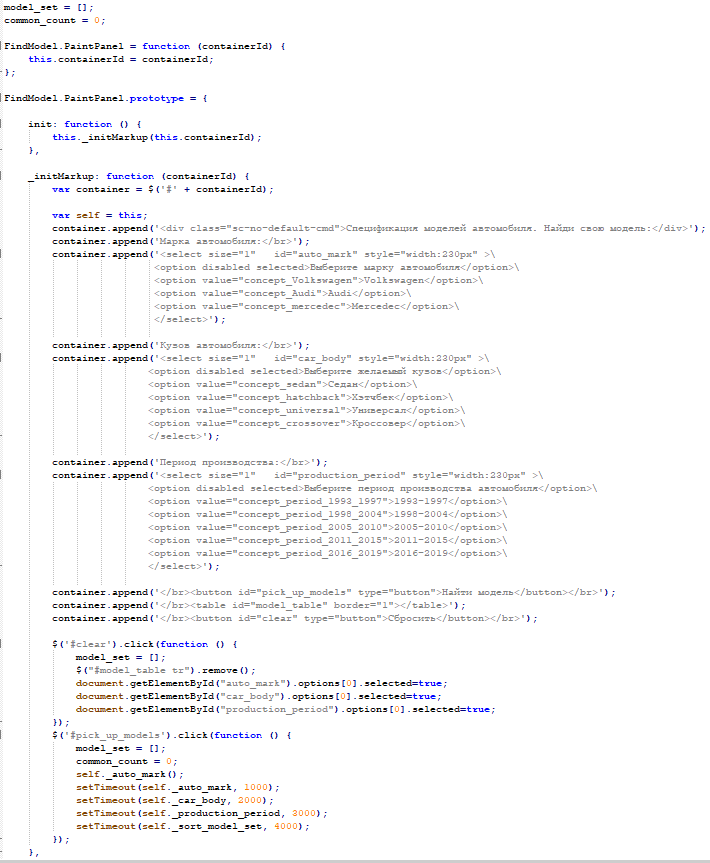 model_set = [];
common_count = 0;
FindModel.PaintPanel = function (containerId) {
this.containerId = containerId;
};
FindModel.PaintPanel.prototype = {
init: function () {
this._initMarkup(this.containerId);
},
_initMarkup: function (containerId) {
var container = $('#' + containerId);
var self = this;
container.append('<div class="sc-no-default-cmd">Спецификация моделей автомобиля. Найди свою модель:</div>');
container.append('Марка автомобиля:</br>');
container.append('<select size="1"   id="auto_mark" style="width:230px" >\
<option disabled selected>Выберите марку автомобиля</option>\
<option value="concept_Volkswagen">Volkswagen</option>\
<option value="concept_Audi">Audi</option>\
<option value="concept_mercedec">Mercedec</option>\
</select>');
container.append('Кузов автомобиля:</br>');
container.append('<select size="1"   id="car_body" style="width:230px" >\
<option disabled selected>Выберите желаемый кузов</option>\
<option value="concept_sedan">Седан</option>\
<option value="concept_hatchback">Хэтчбек</option>\
<option value="concept_universal">Универсал</option>\
<option value="concept_crossover">Кроссовер</option>\
</select>');
container.append('Период производства:</br>');
container.append('<select size="1"   id="production_period" style="width:230px" >\
<option disabled selected>Выберите период производства автомобиля</option>\
<option value="concept_period_1993_1997">1993-1997</option>\
<option value="concept_period_1998_2004">1998-2004</option>\
<option value="concept_period_2005_2010">2005-2010</option>\
<option value="concept_period_2011_2015">2011-2015</option>\
<option value="concept_period_2016_2019">2016-2019</option>\
</select>');
container.append('</br><button id="pick_up_models" type="button">Найти модель</button></br>');
container.append('</br><table id="model_table" border="1"></table>');
container.append('</br><button id="clear" type="button">Сбросить</button></br>');
$('#clear').click(function () {
model_set = [];
$("#model_table tr").remove();
document.getElementById("auto_mark").options[0].selected=true;
document.getElementById("car_body").options[0].selected=true;
document.getElementById("production_period").options[0].selected=true;
});
$('#pick_up_models').click(function () {
model_set = [];
common_count = 0;
self._auto_mark();
setTimeout(self._auto_mark, 1000);
setTimeout(self._car_body, 2000);
setTimeout(self._production_period, 3000);
setTimeout(self._sort_model_set, 4000);
});
},